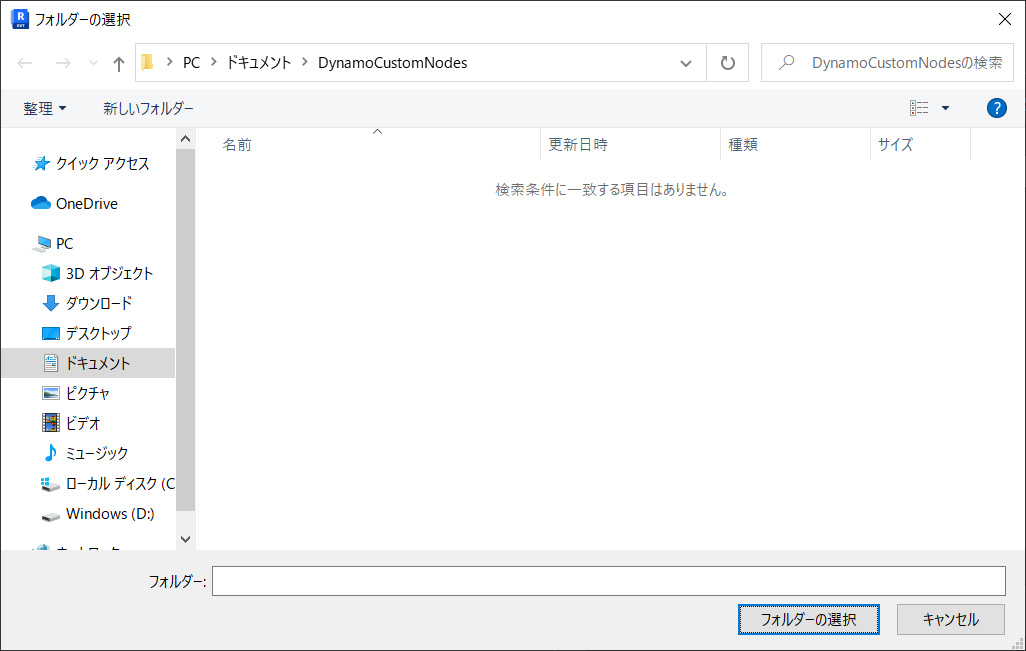 フォルダーの選択
PC > ドキュメント > DynamoCustomNodes
DynamoCustomNodesの検索
整理
新しいフォルダー
名前
更新日時
種類
サイズ
検索条件に一致する項目はありません。
クイック アクセス
OneDrive
PC
3D オブジェクト
ダウンロード
デスクトップ
ドキュメント
ピクチャ
ビデオ
ミュージック
ローカル ディスク (C
Windows (D:)
ネットワーク
フォルダー:
フォルダーの選択
キャンセル